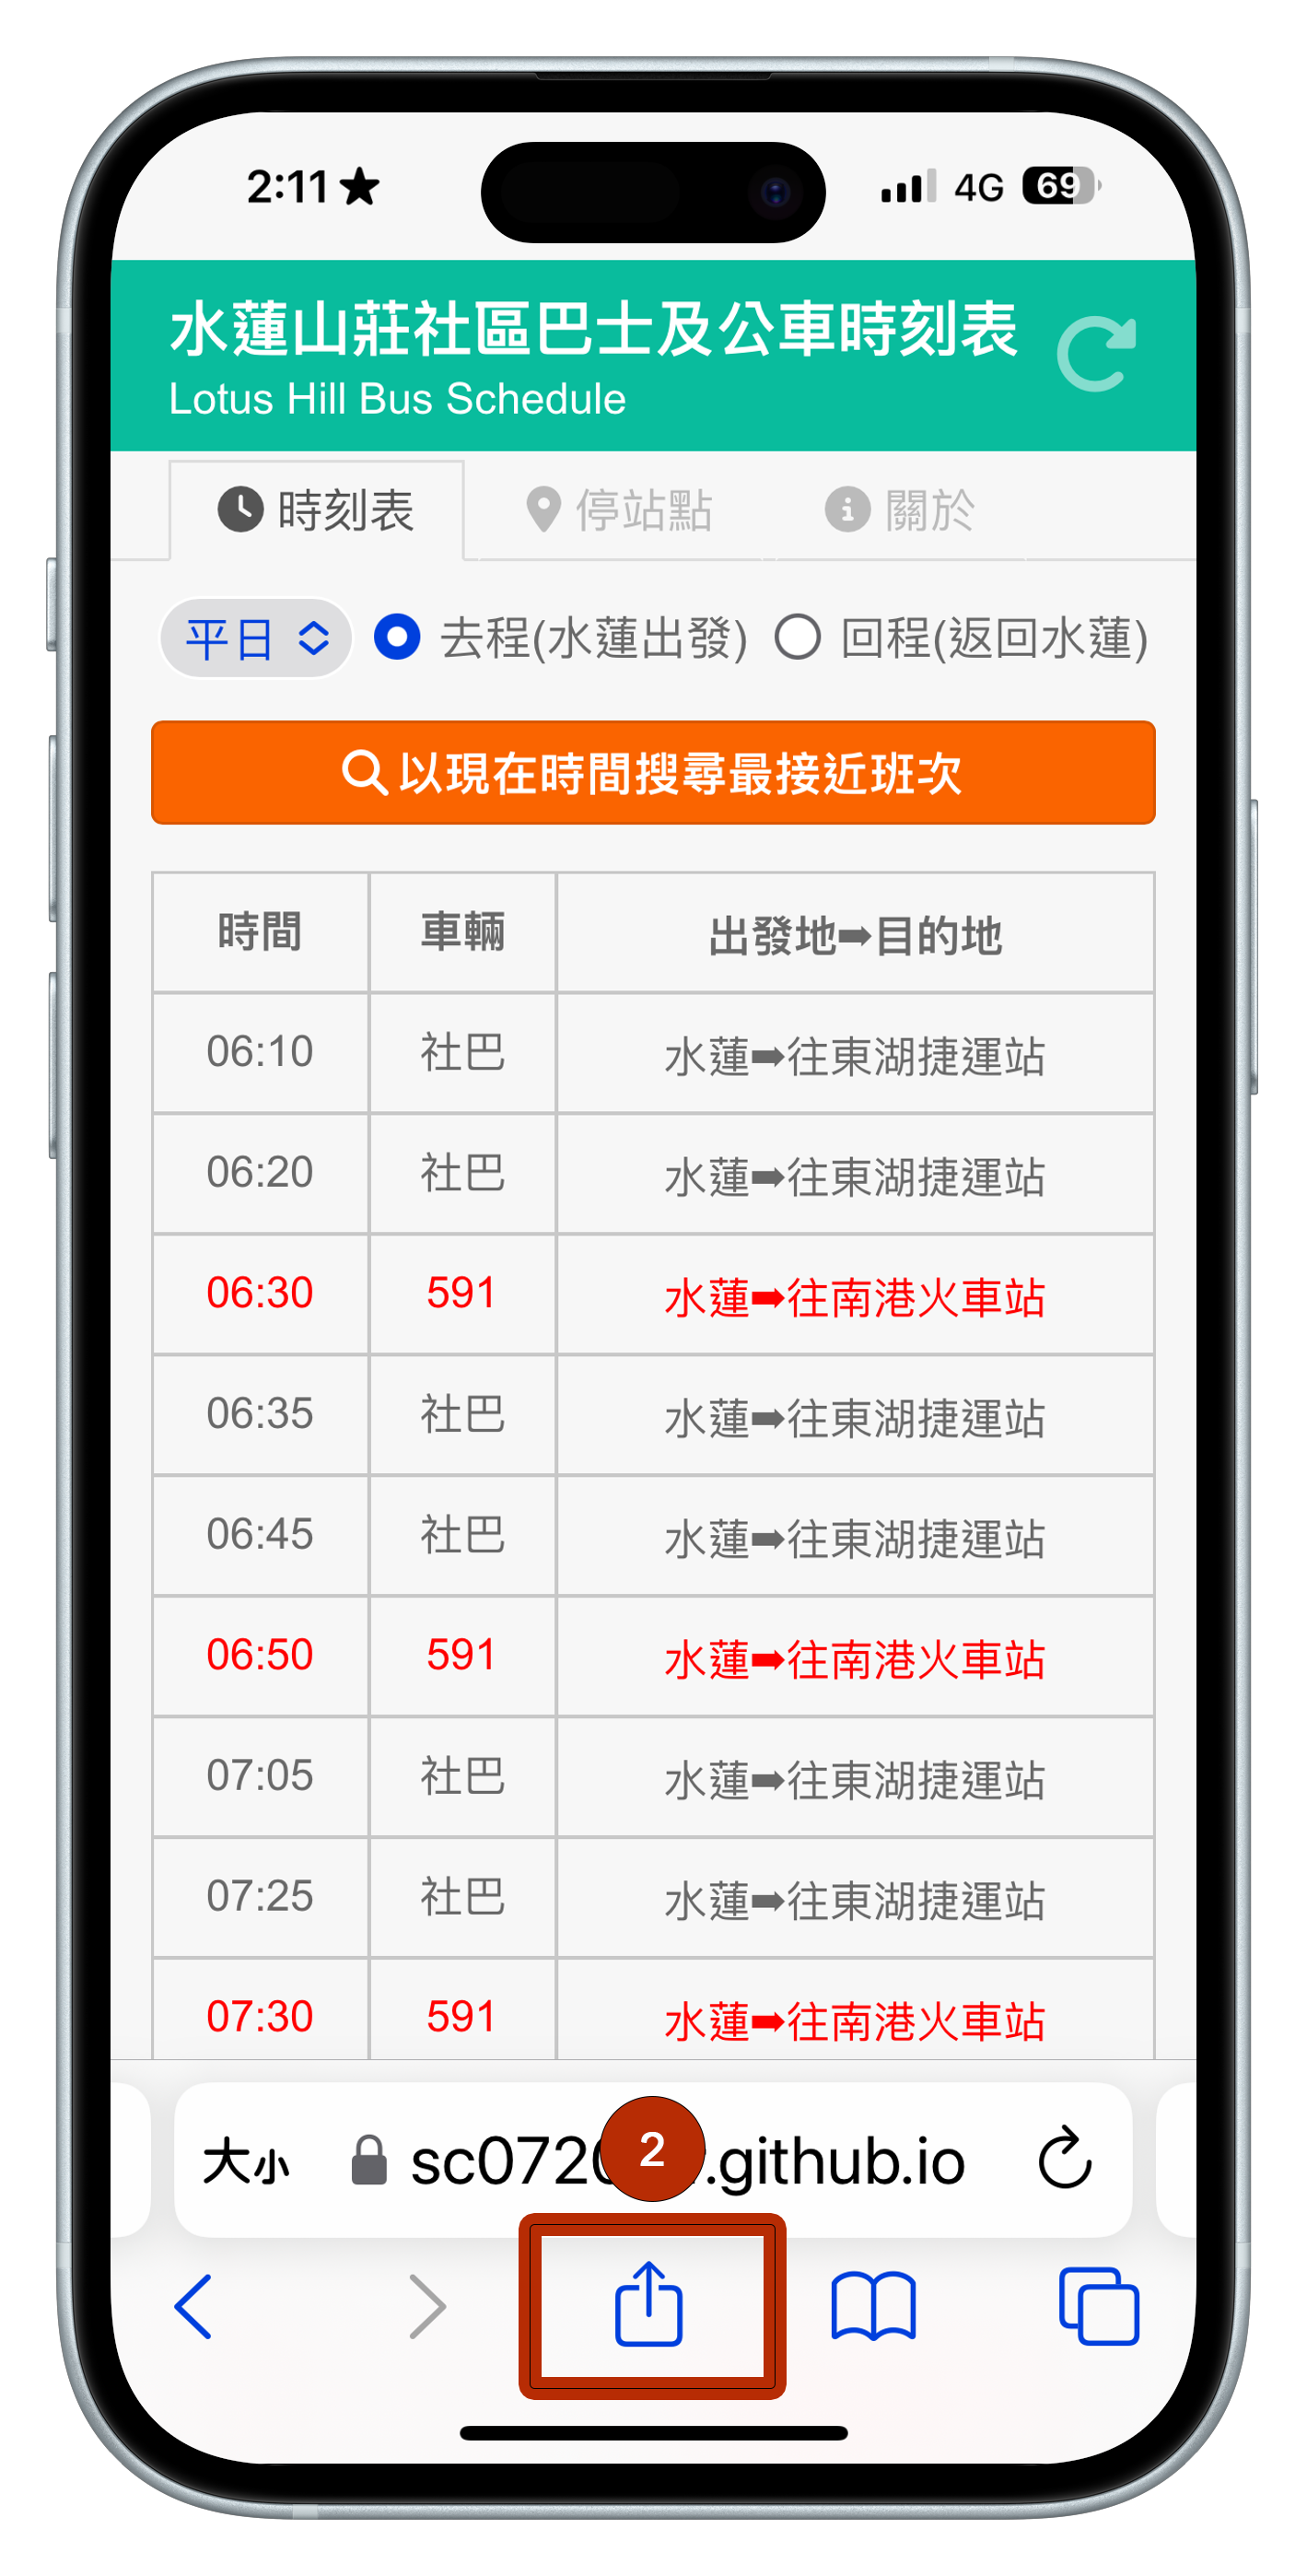 2:11 4G 69
水蓮山莊社區巴士及公車時刻表
Lotus Hill Bus Schedule
時刻表 停站點 關於
平日 去程(水蓮出發) 回程(返回水蓮)
以現在時間搜尋最接近班次
時間 車輛 出發地➡目的地
06:10 社巴 水蓮➡往東湖捷運站
06:20 社巴 水蓮➡往東湖捷運站
06:30 591 水蓮➡往南港火車站
06:35 社巴 水蓮➡往東湖捷運站
06:45 社巴 水蓮➡往東湖捷運站
06:50 591 水蓮➡往南港火車站
07:05 社巴 水蓮➡往東湖捷運站
07:25 社巴 水蓮➡往東湖捷運站
07:30 591 水蓮➡往南港火車站
2
大小 .github.io